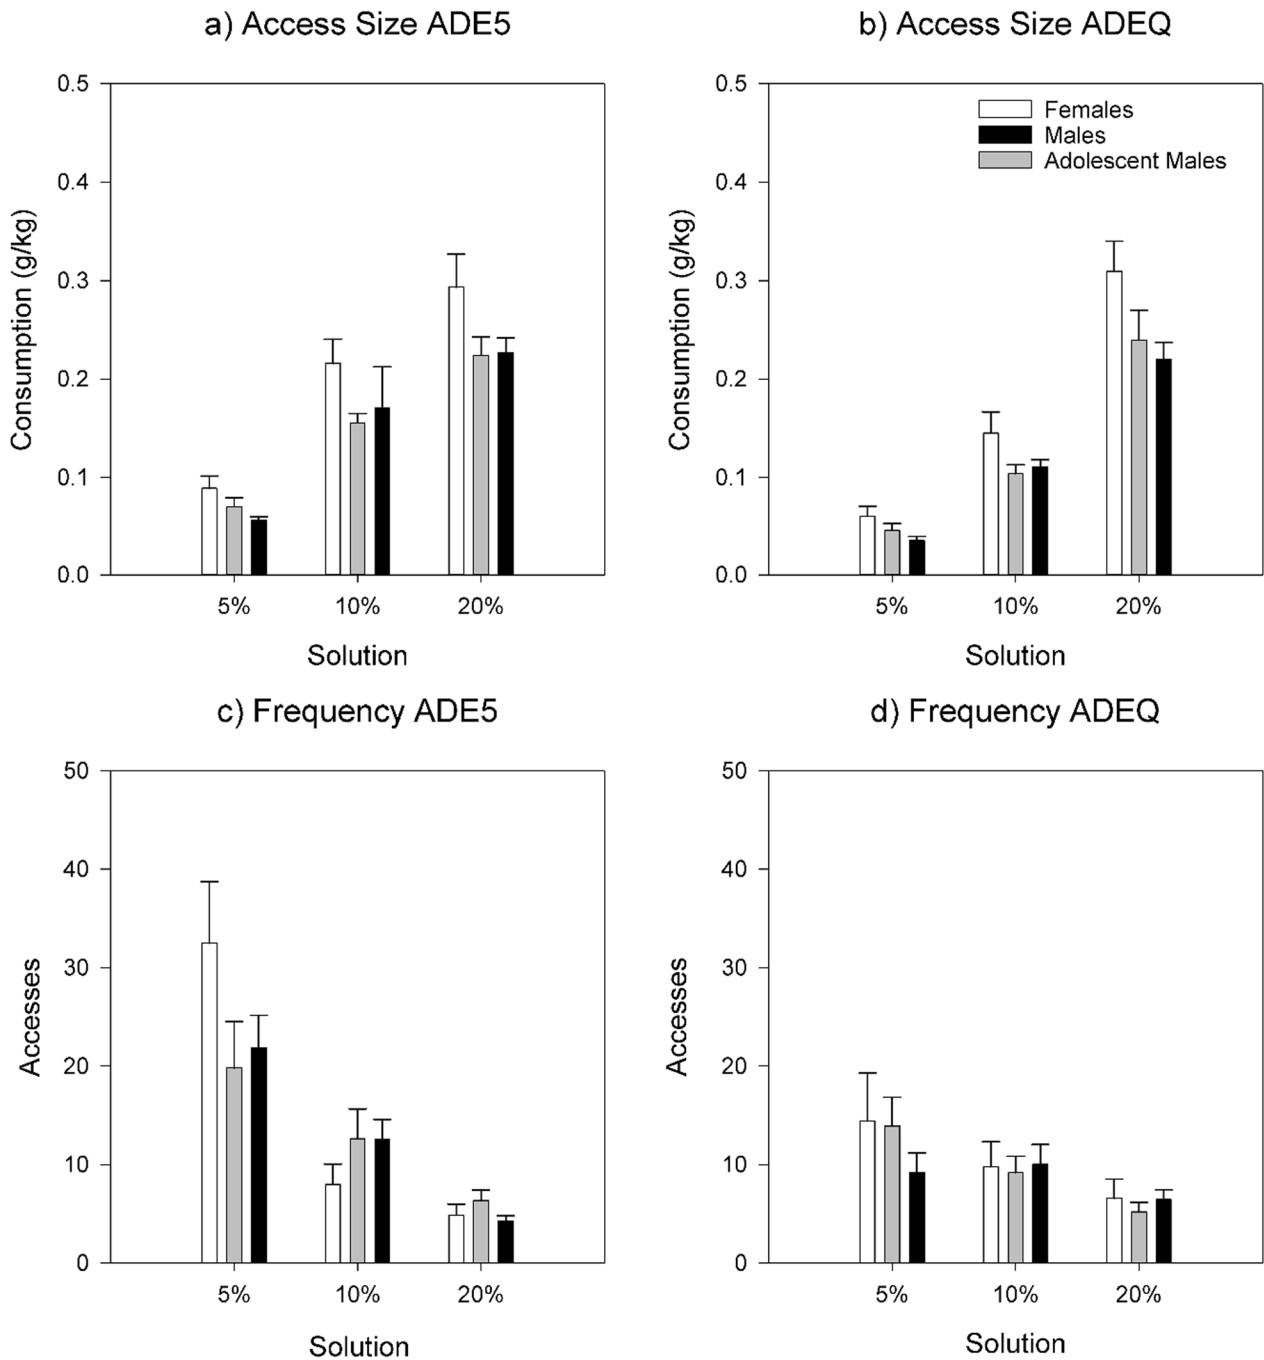 a) Access Size ADE5
0.5
0.4
0.3
0.2
0.1
0.0
Consumption (g/kg)
5% 10% 20%
Solution
b) Access Size ADEQ
0.5
0.4
0.3
0.2
0.1
0.0
Consumption (g/kg)
Females
Males
Adolescent Males
5% 10% 20%
Solution
c) Frequency ADE5
50
40
30
20
10
0
Accesses
5% 10% 20%
Solution
d) Frequency ADEQ
50
40
30
20
10
0
Accesses
5% 10% 20%
Solution